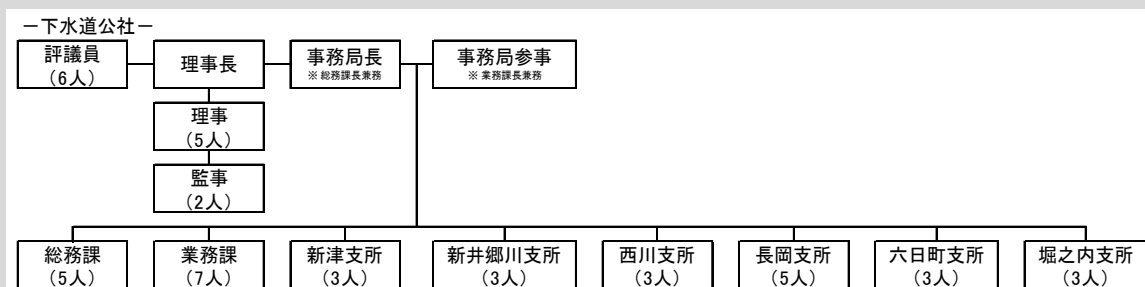 －下水道公社－
評議員
（6人）
理事長
事務局長
※ 総務課長兼務
事務局参事
※ 業務課長兼務
理事
（5人）
監事
（2人）
総務課
（5人）
業務課
（7人）
新津支所
（3人）
新井郷川支所
（3人）
西川支所
（3人）
長岡支所
（5人）
六日町支所
（3人）
堀之内支所
（3人）